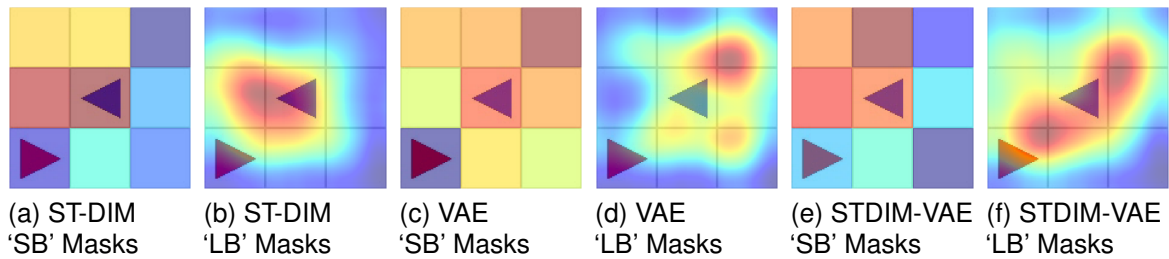 (a) ST-DIM
'SB' Masks
(b) ST-DIM
'LB' Masks
(c) VAE
'SB' Masks
(d) VAE
'LB' Masks
(e) STDIM-VAE
'SB' Masks
(f) STDIM-VAE
'LB' Masks